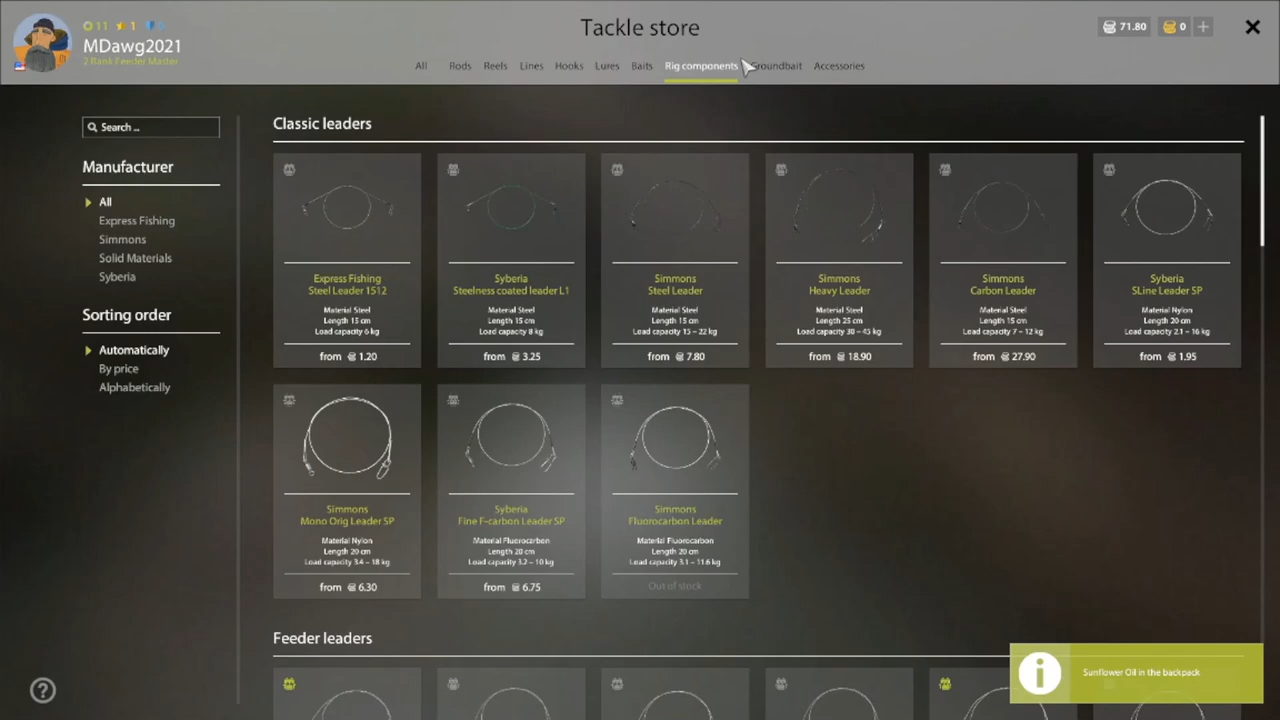 11 1
MDawg2021
2 Rank Feeder Master
Tackle store
71.80
0
All
Rods
Reels
Lines
Hooks
Lures
Baits
Rig components
Groundbait
Accessories
Search ...
Manufacturer
All
Express Fishing
Simmons
Solid Materials
Syberia
Sorting order
Automatically
By price
Alphabetically
Classic leaders
Express Fishing
Steel Leader 1512
Material Steel
Length 15 cm
Load capacity 6 kg
from 1.20
Syberia
Steelness coated leader L1
Material Steel
Length 15 cm
Load capacity 8 kg
from 3.25
Simmons
Steel Leader
Material Steel
Length 15 cm
Load capacity 15 – 22 kg
from 7.80
Simmons
Heavy Leader
Material Steel
Length 25 cm
Load capacity 30 – 45 kg
from 18.90
Simmons
Carbon Leader
Material Steel
Length 15 cm
Load capacity 7 – 12 kg
from 27.90
Syberia
SLine Leader SP
Material Nylon
Length 20 cm
Load capacity 2.1 – 16 kg
from 1.95
Simmons
Mono Orig Leader SP
Material Nylon
Length 20 cm
Load capacity 3.4 – 18 kg
from 6.30
Syberia
Fine F-carbon Leader SP
Material Fluorocarbon
Length 20 cm
Load capacity 3.2 – 10 kg
from 6.75
Simmons
Fluorocarbon Leader
Material Fluorocarbon
Length 20 cm
Load capacity 3.1 – 11.6 kg
Out of stock
Feeder leaders
Sunflower Oil in the backpack